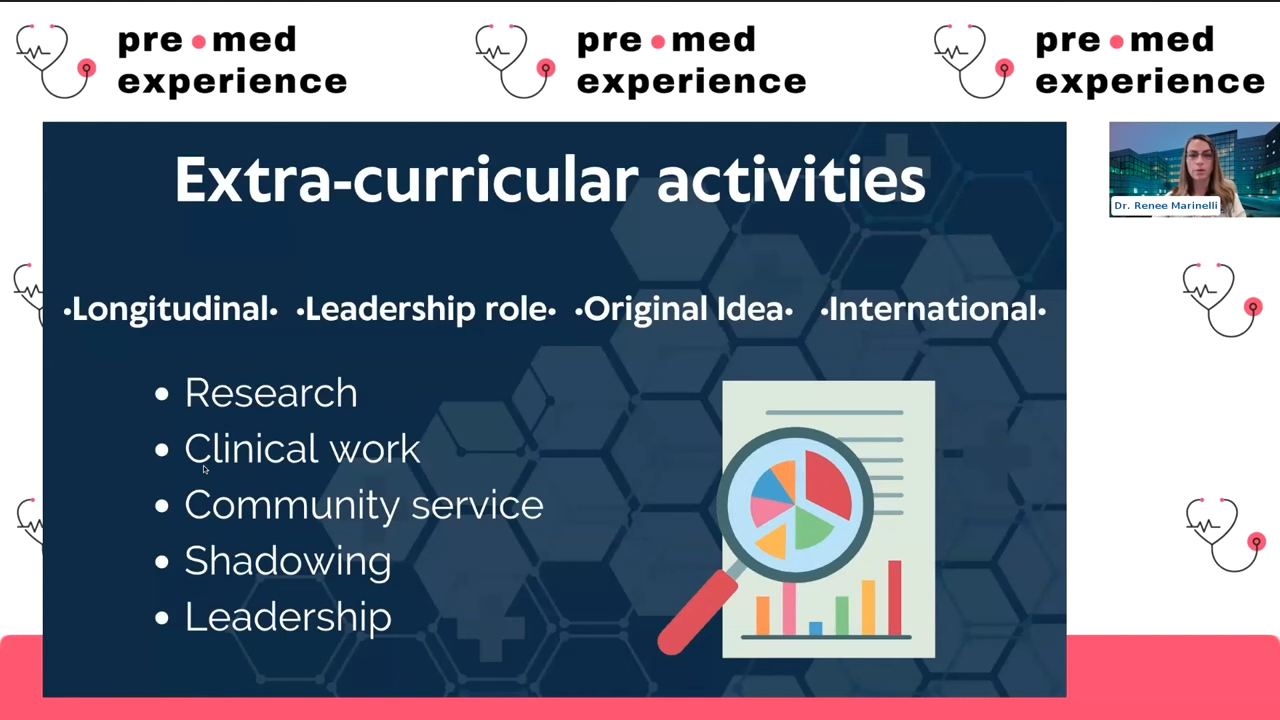 pre•med
experience
pre•med
experience
pre•med
experience
Extra-curricular activities
Dr. Renee Marinelli
•Longitudinal• •Leadership role• •Original Idea• •International•
• Research
• Clinical work
• Community service
• Shadowing
• Leadership